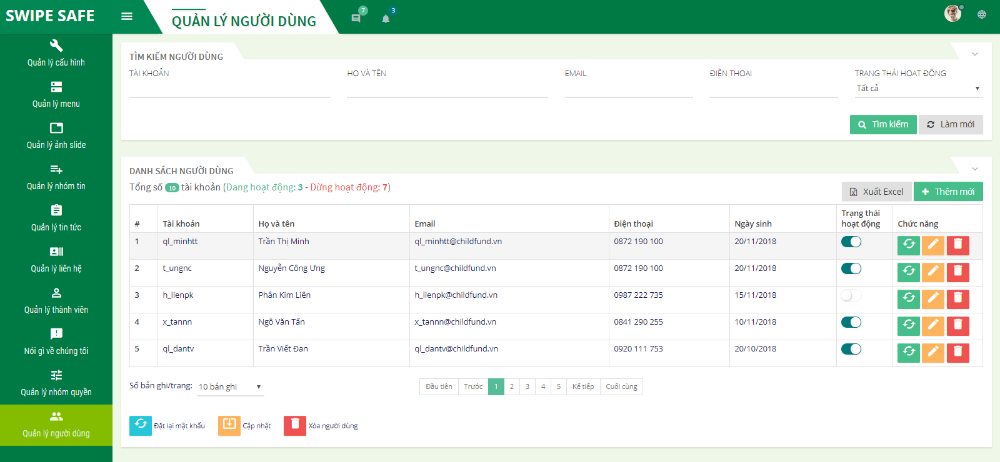 SWIPE SAFE
QUẢN LÝ NGƯỜI DÙNG
7
3
Quản lý cấu hình
Quản lý menu
Quản lý ảnh slide
Quản lý nhóm tin
Quản lý tin tức
Quản lý liên hệ
Quản lý thành viên
Nói gì về chúng tôi
Quản lý nhóm quyền
Quản lý người dùng
TÌM KIẾM NGƯỜI DÙNG
TÀI KHOẢN HỌ VÀ TÊN EMAIL ĐIỆN THOẠI TRẠNG THÁI HOẠT ĐỘNG
Tất cả
Tìm kiếm Làm mới
DANH SÁCH NGƯỜI DÙNG
Tổng số 10 tài khoản (Đang hoạt động: 3 - Dừng hoạt động: 7)
Xuất Excel Thêm mới
# Tài khoản Họ và tên Email Điện thoại Ngày sinh Trạng thái hoạt động Chức năng
1 ql_minhtt Trần Thị Minh ql_minhtt@childfund.vn 0872 190 100 20/11/2018
2 t_ungnc Nguyễn Công Ưng t_ungnc@childfund.vn 0872 190 100 20/11/2018
3 h_lienpk Phân Kim Liên h_lienpk@childfund.vn 0987 222 735 15/11/2018
4 x_tannn Ngô Văn Tấn x_tannn@childfund.vn 0841 290 255 10/11/2018
5 ql_dantv Trần Viết Đan ql_dantv@childfund.vn 0920 111 753 20/10/2018
Số bản ghi/trang: 10 bản ghi
Đầu tiên Trước 1 2 3 4 5 Kế tiếp Cuối cùng
Đặt lại mật khẩu Cập nhật Xóa người dùng